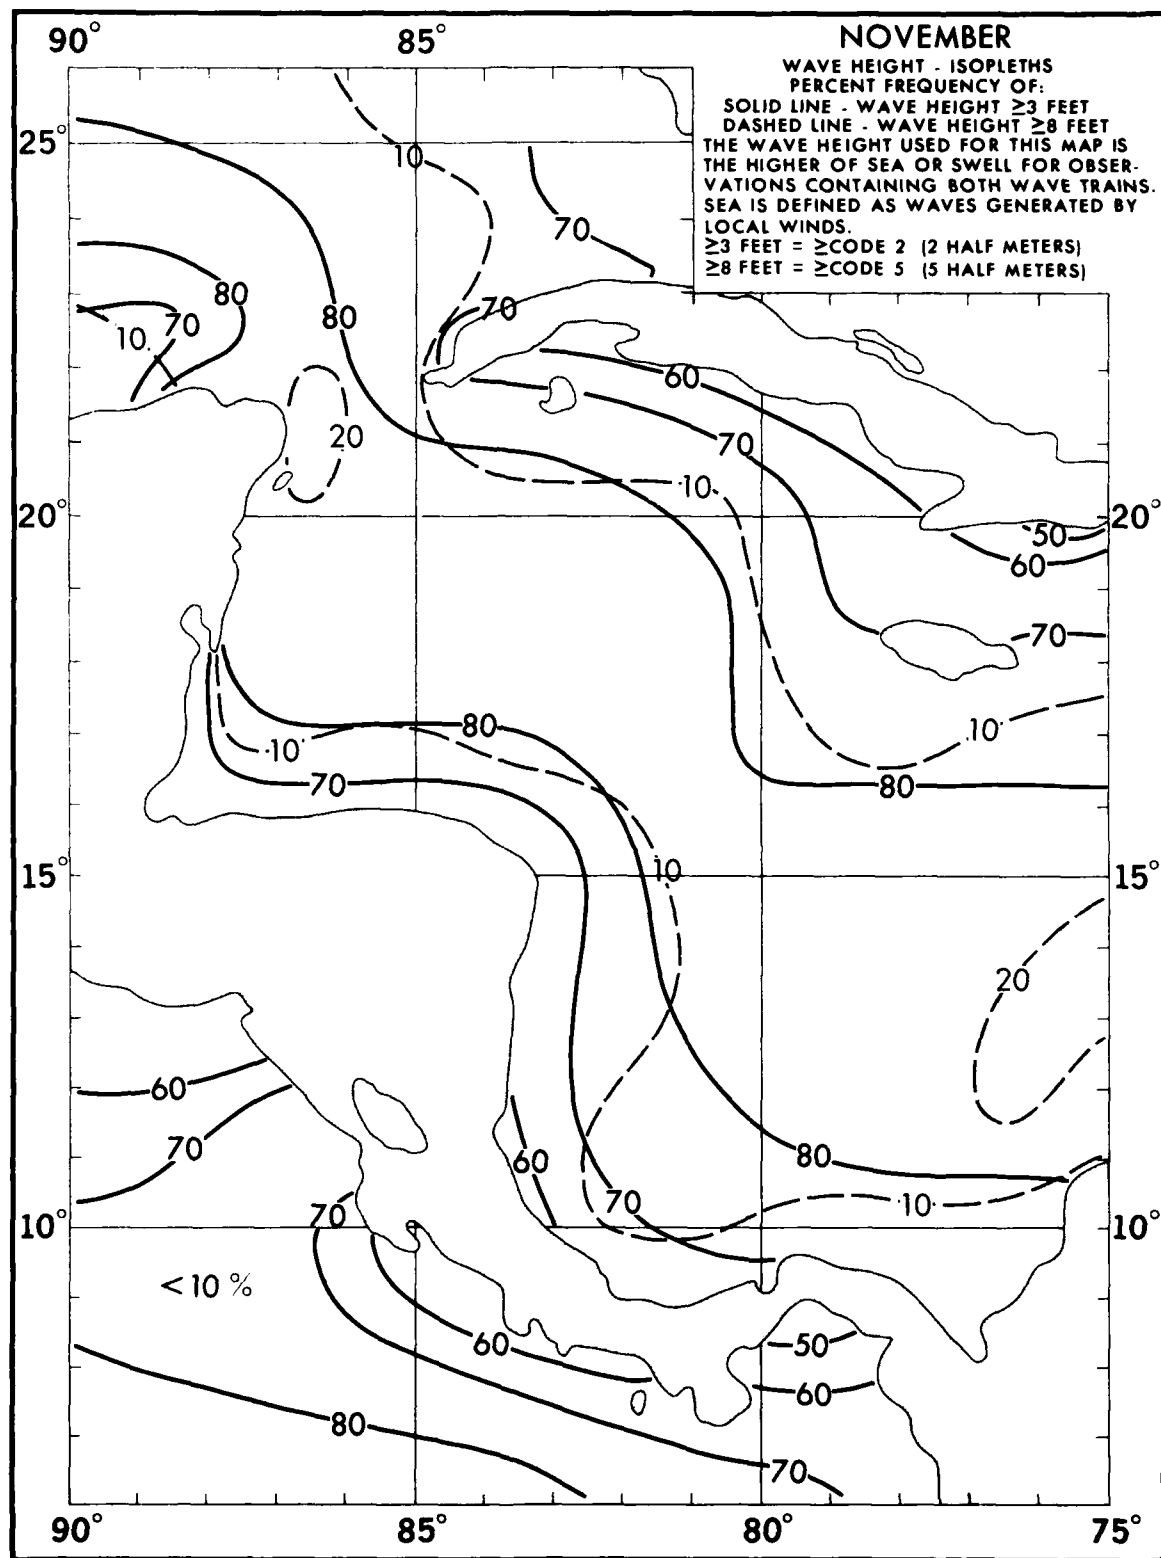 90° 85°
NOVEMBER
WAVE HEIGHT - ISOPLETHS
PERCENT FREQUENCY OF:
SOLID LINE - WAVE HEIGHT ≥3 FEET
DASHED LINE - WAVE HEIGHT ≥8 FEET
THE WAVE HEIGHT USED FOR THIS MAP IS
THE HIGHER OF SEA OR SWELL FOR OBSER-
VATIONS CONTAINING BOTH WAVE TRAINS.
SEA IS DEFINED AS WAVES GENERATED BY
LOCAL WINDS.
≥3 FEET = ≥CODE 2 (2 HALF METERS)
≥8 FEET = ≥CODE 5 (5 HALF METERS)
25°
10
70
80
80 70
70
10
60
20
70
10
20° 20°
50
60
70
80
10
10
70
80
10
15° 15°
20
60
70
80
60
70
10
70
10° 10°
<10 %
60
50
60
80
70
90° 85° 80° 75°